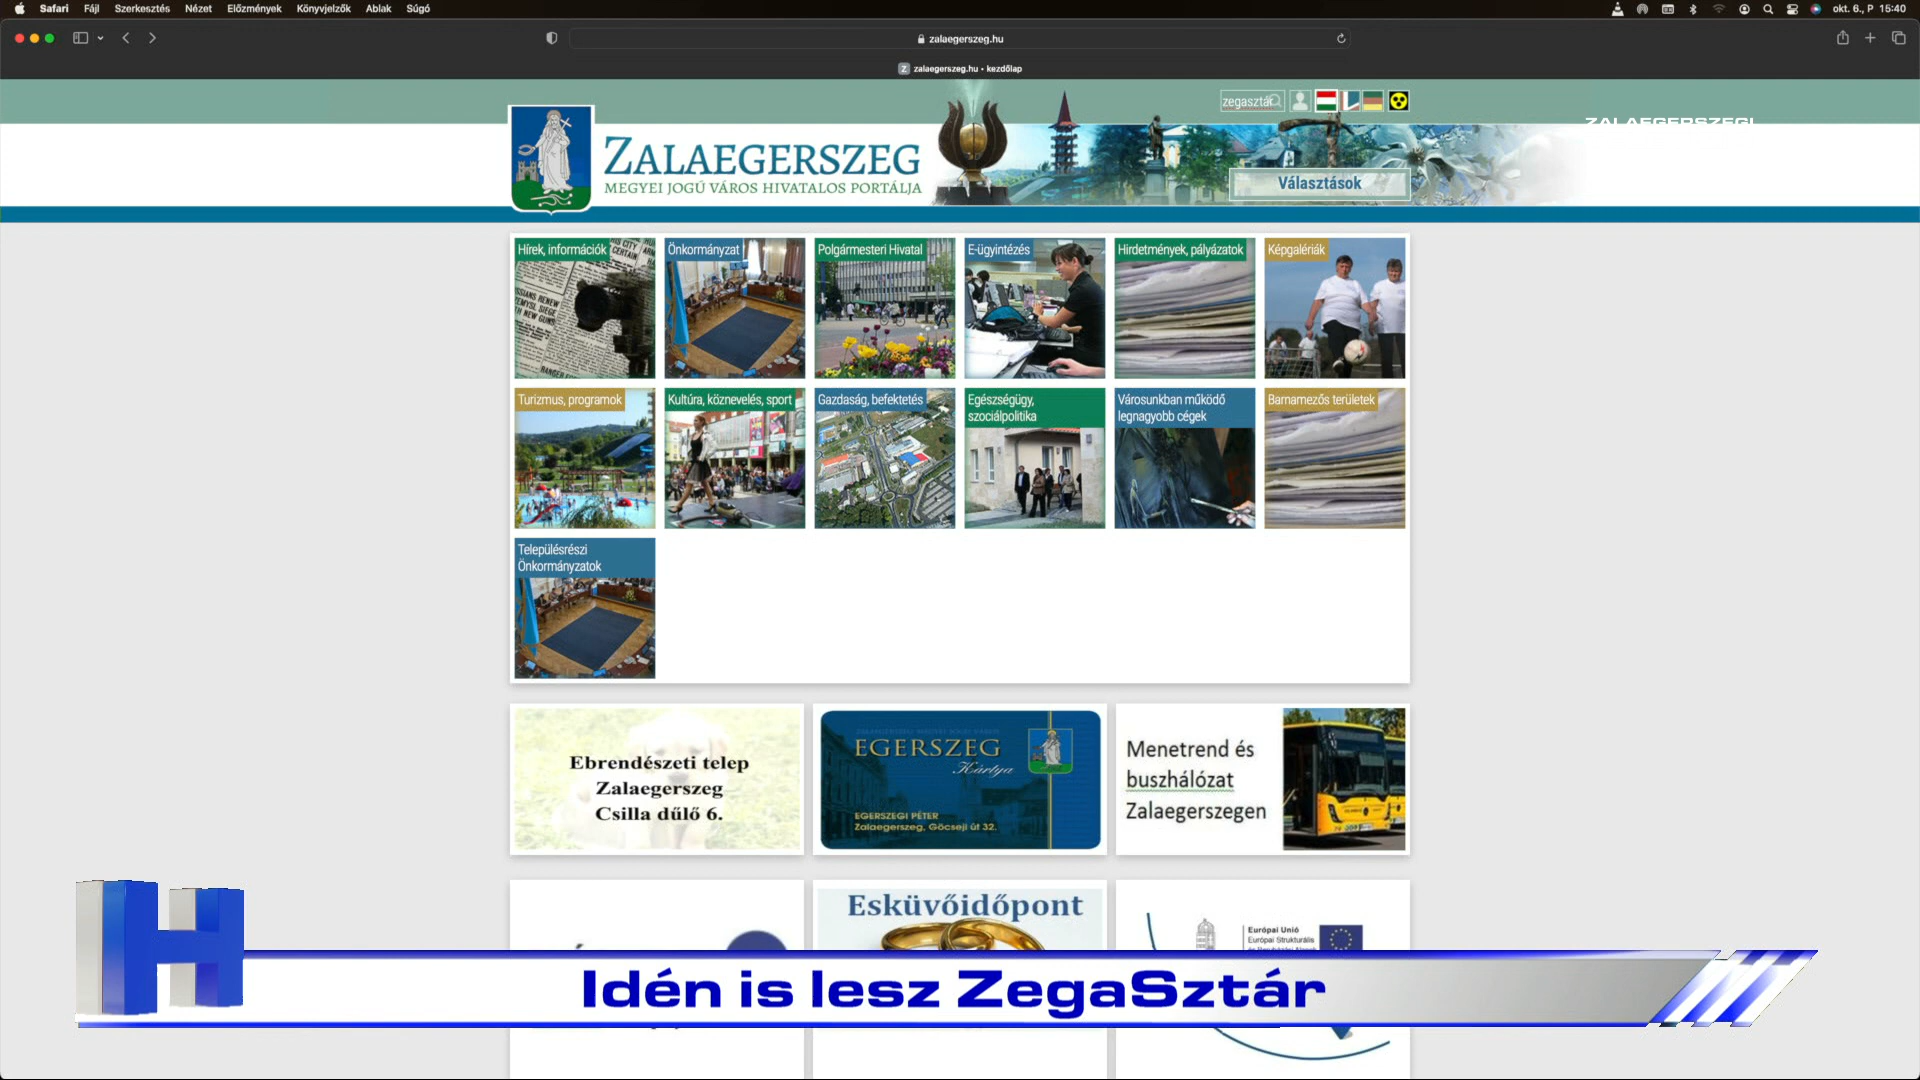 Safari Fájl Szerkesztés Nézet Előzmények Könyvjelzők Ablak Súgó
okt. 6., P 15:40
zalaegerszeg.hu
Z zalaegerszeg.hu • kezdőlap
zegasztár
ZALAEGERSZEGI
ZALAEGERSZEG
MEGYEI JOGÚ VÁROS HIVATALOS PORTÁLJA
Választások
Hírek, információk
Önkormányzat
Polgármesteri Hivatal
E-ügyintézés
Hirdetmények, pályázatok
Képgalériák
Turizmus, programok
Kultúra, köznevelés, sport
Gazdaság, befektetés
Egészségügy,
szociálpolitika
Városunkban működő
legnagyobb cégek
Barnamezős területek
Településrészi
Önkormányzatok
Ebrendészeti telep
Zalaegerszeg
Csilla dűlő 6.
EGERSZEG
Kártya
EGERSZEGI PÉTER
Zalaegerszeg, Göcseji út 32.
Menetrend és
buszhálózat
Zalaegerszegen
Esküvőidőpont
Európai Unió
Európai Strukturális
H
Idén is lesz ZegaSztár